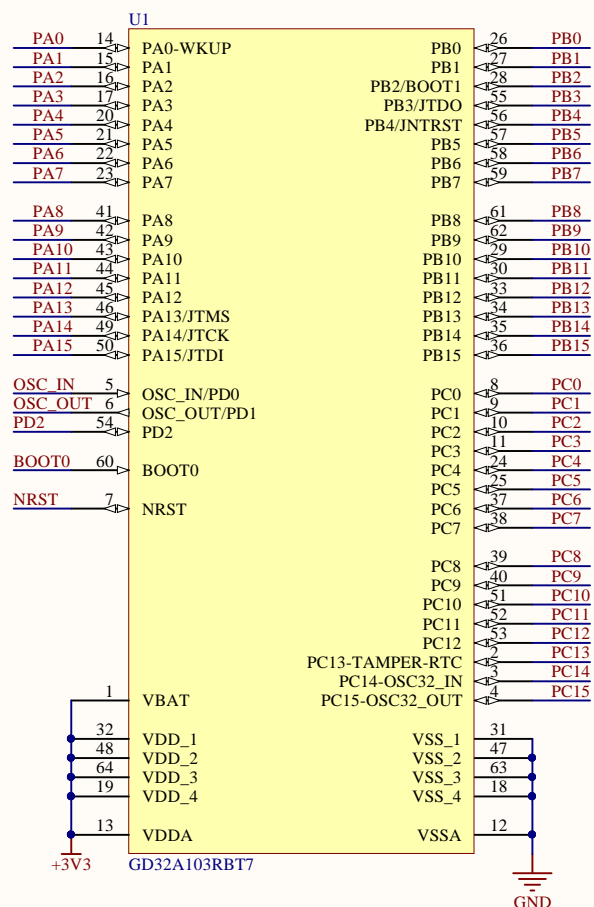 U1
PA0 14 PA0-WKUP PB0 26 PB0
PA1 15 PA1 PB1 27 PB1
PA2 16 PA2 PB2/BOOT1 28 PB2
PA3 17 PA3 PB3/JTDO 55 PB3
PA4 20 PA4 PB4/JNTRST 56 PB4
PA5 21 PA5 PB5 57 PB5
PA6 22 PA6 PB6 58 PB6
PA7 23 PA7 PB7 59 PB7
PA8 41 PA8 PB8 61 PB8
PA9 42 PA9 PB9 62 PB9
PA10 43 PA10 PB10 29 PB10
PA11 44 PA11 PB11 30 PB11
PA12 45 PA12 PB12 33 PB12
PA13 46 PA13/JTMS PB13 34 PB13
PA14 49 PA14/JTCK PB14 35 PB14
PA15 50 PA15/JTDI PB15 36 PB15
OSC_IN 5 OSC_IN/PD0 PC0 8 PC0
OSC_OUT 6 OSC_OUT/PD1 PC1 9 PC1
PD2 54 PD2 PC2 10 PC2
PC3 11 PC3
BOOT0 60 BOOT0 PC4 24 PC4
PC5 25 PC5
NRST 7 NRST PC6 37 PC6
PC7 38 PC7
PC8 39 PC8
PC9 40 PC9
PC10 51 PC10
PC11 52 PC11
PC12 53 PC12
PC13-TAMPER-RTC 2 PC13
PC14-OSC32_IN 3 PC14
1 VBAT PC15-OSC32_OUT 4 PC15
32 VDD_1 VSS_1 31
48 VDD_2 VSS_2 47
64 VDD_3 VSS_3 63
19 VDD_4 VSS_4 18
13 VDDA VSSA 12
+3V3 GD32A103RBT7
GND